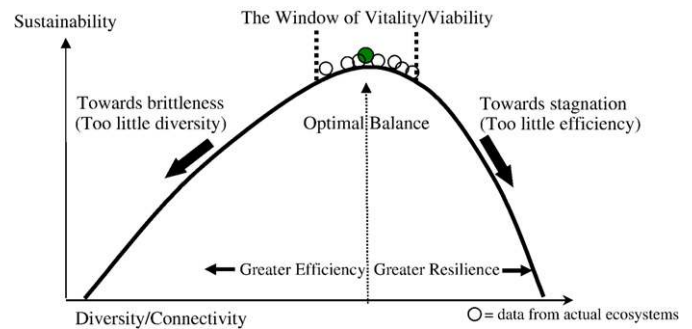 The Window of Vitality/Viability
Sustainability
Towards brittleness
(Too little diversity)
Towards stagnation
(Too little efficiency)
Optimal Balance
Greater Efficiency
Greater Resilience
Diversity/Connectivity
= data from actual ecosystems